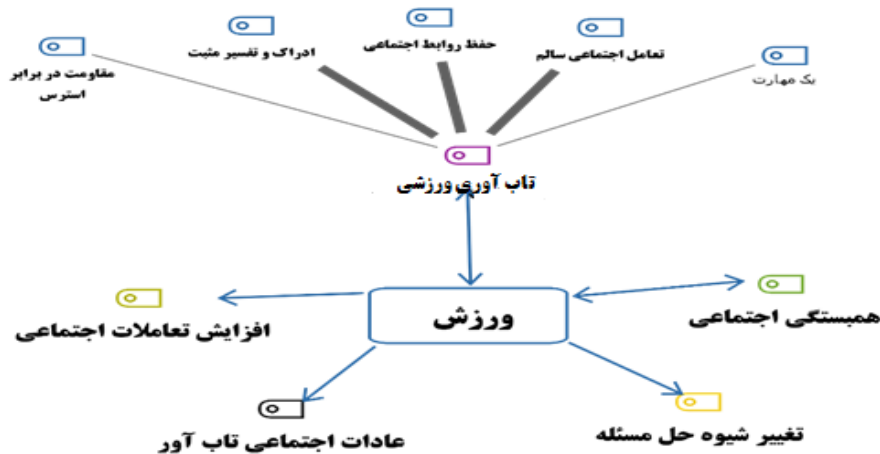 حفظ روابط اجتماعی
تعامل اجتماعی سالم
ادراک و تفسیر مثبت
یک مهارت
مقاومت در برابر
استرس
تاب آوری ورزشی
همبستگی اجتماعی
ورزش
افزایش تعاملات اجتماعی
تغییر شیوه حل مسئله
عادات اجتماعی تاب آور